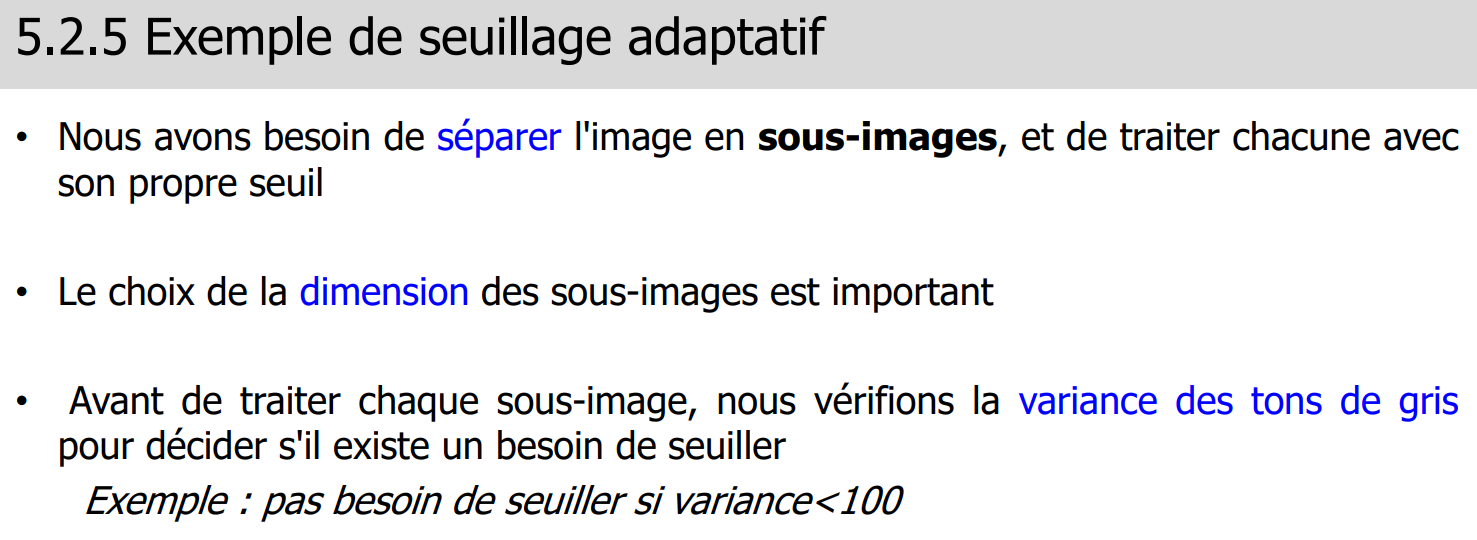 5.2.5 Exemple de seuillage adaptatif
• Nous avons besoin de séparer l'image en sous-images, et de traiter chacune avec
son propre seuil
• Le choix de la dimension des sous-images est important
• Avant de traiter chaque sous-image, nous vérifions la variance des tons de gris
pour décider s'il existe un besoin de seuiller
Exemple : pas besoin de seuiller si variance<100